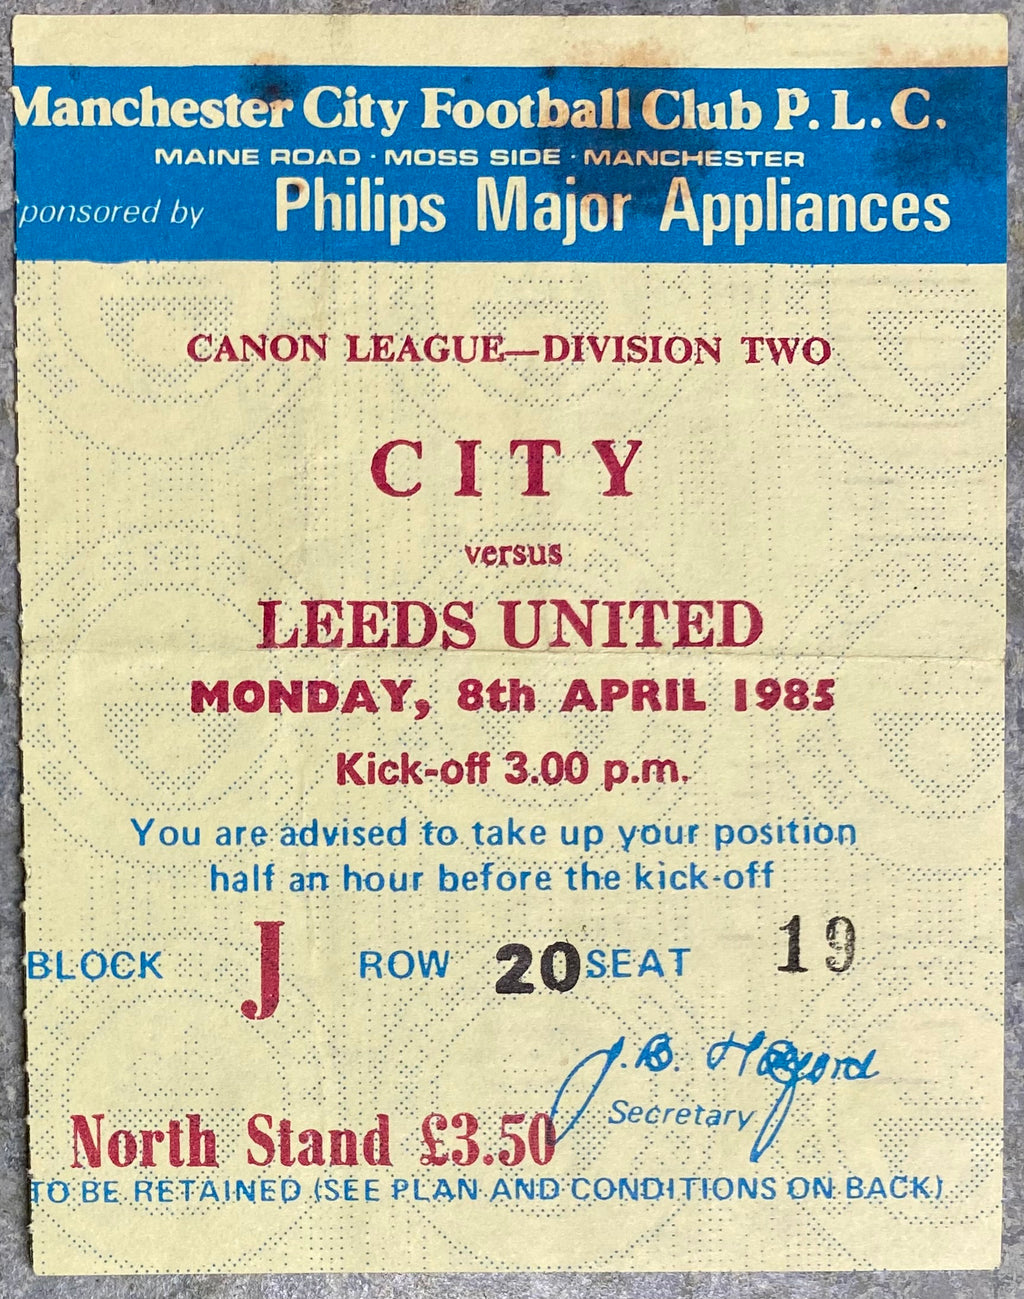 Manchester City Football Club P.L.C.
MAINE ROAD · MOSS SIDE · MANCHESTER
ponsored by Philips Major Appliances
CANON LEAGUE—DIVISION TWO
CITY
versus
LEEDS UNITED
MONDAY, 8th APRIL 1985
Kick-off 3.00 p.m.
You are advised to take up your position
half an hour before the kick-off
BLOCK J ROW 20 SEAT 19
J. B. Halford
Secretary
North Stand £3.50
TO BE RETAINED (SEE PLAN AND CONDITIONS ON BACK)